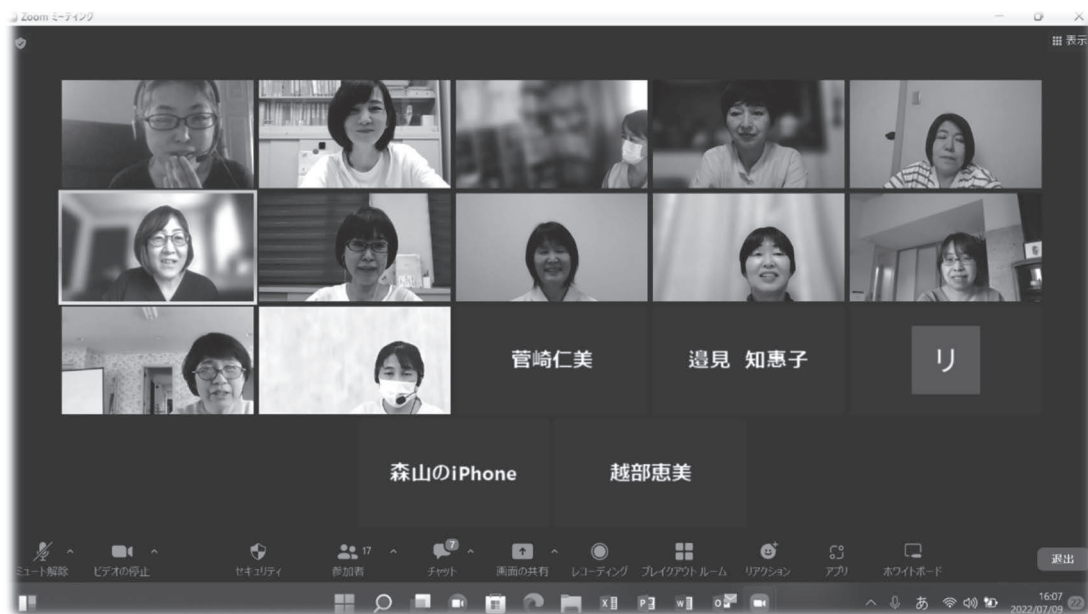 Zoom ミーティング
表示
菅崎仁美
邉見 知惠子
リ
森山のiPhone
越部恵美
ミュート解除
ビデオの停止
セキュリティ
17
参加者
7
チャット
画面の共有
レコーディング
ブレイクアウト ルーム
リアクション
アプリ
ホワイトボード
退出
あ
16:07
2022/07/09